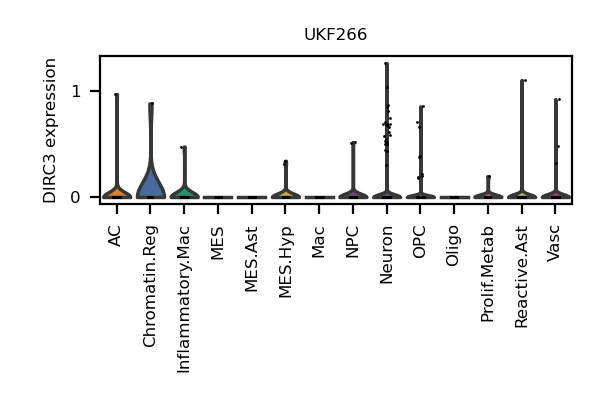 UKF266
DIRC3 expression
1
0
AC
Chromatin.Reg
Inflammatory.Mac
MES
MES.Ast
MES.Hyp
Mac
NPC
Neuron
OPC
Oligo
Prolif.Metab
Reactive.Ast
Vasc